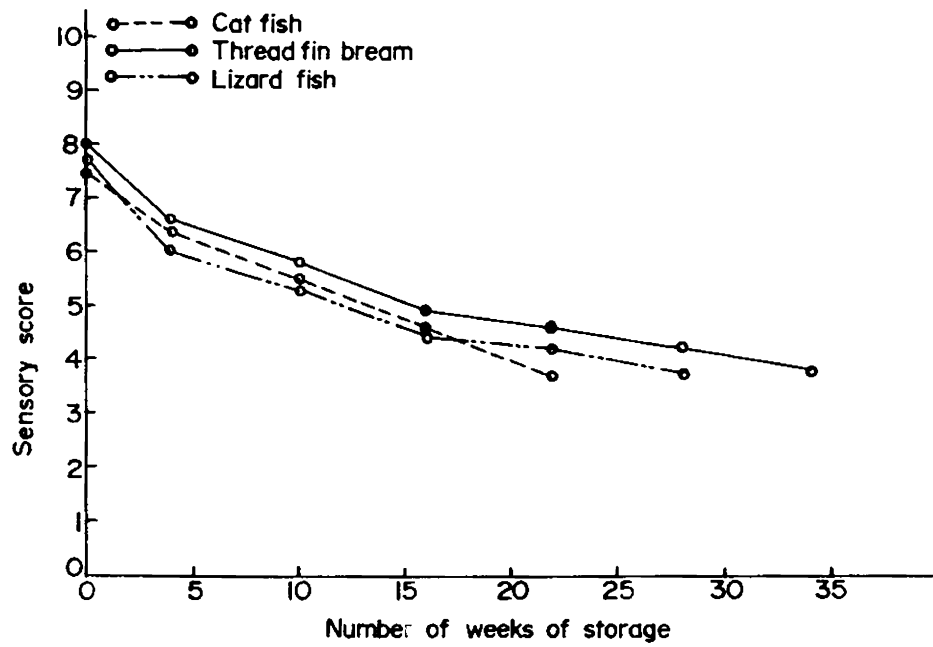 Cat fish
Thread fin bream
Lizard fish
10
9
8
7
6
5
4
3
2
1
0
Sensory score
0 5 10 15 20 25 30 35
Number of weeks of storage